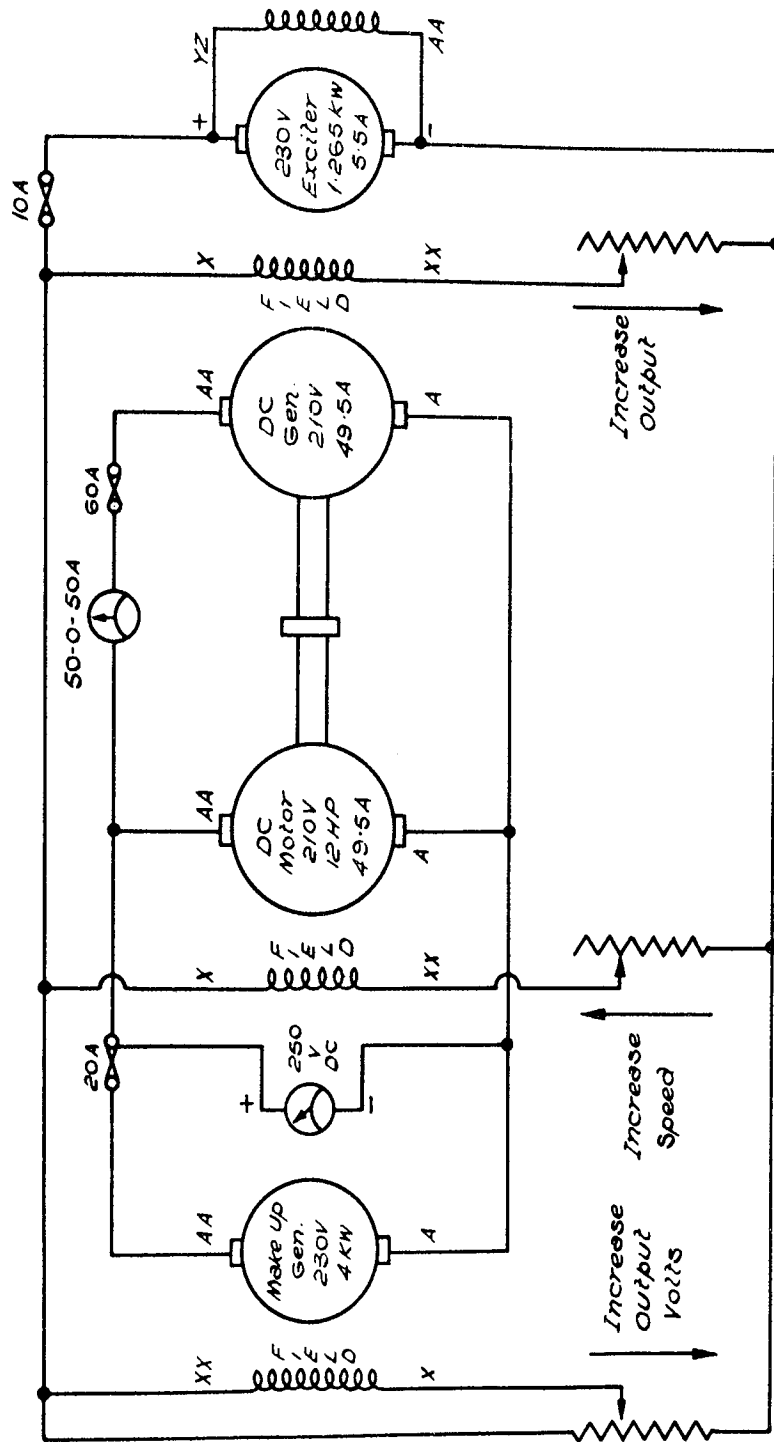 XX
FIELD
X
Make Up
Gen.
230V
4KW
AA
A
Increase
Output
Volts
20A
+
250
V
DC
-
X
FIELD
XX
Increase
Speed
AA
DC
Motor
210V
12HP
49.5A
A
50-0-50A
60A
AA
DC
Gen.
210V
49.5A
A
X
FIELD
XX
Increase
Output
10A
+
YZ
230V
Exciter
1.265KW
5.5A
-
AA